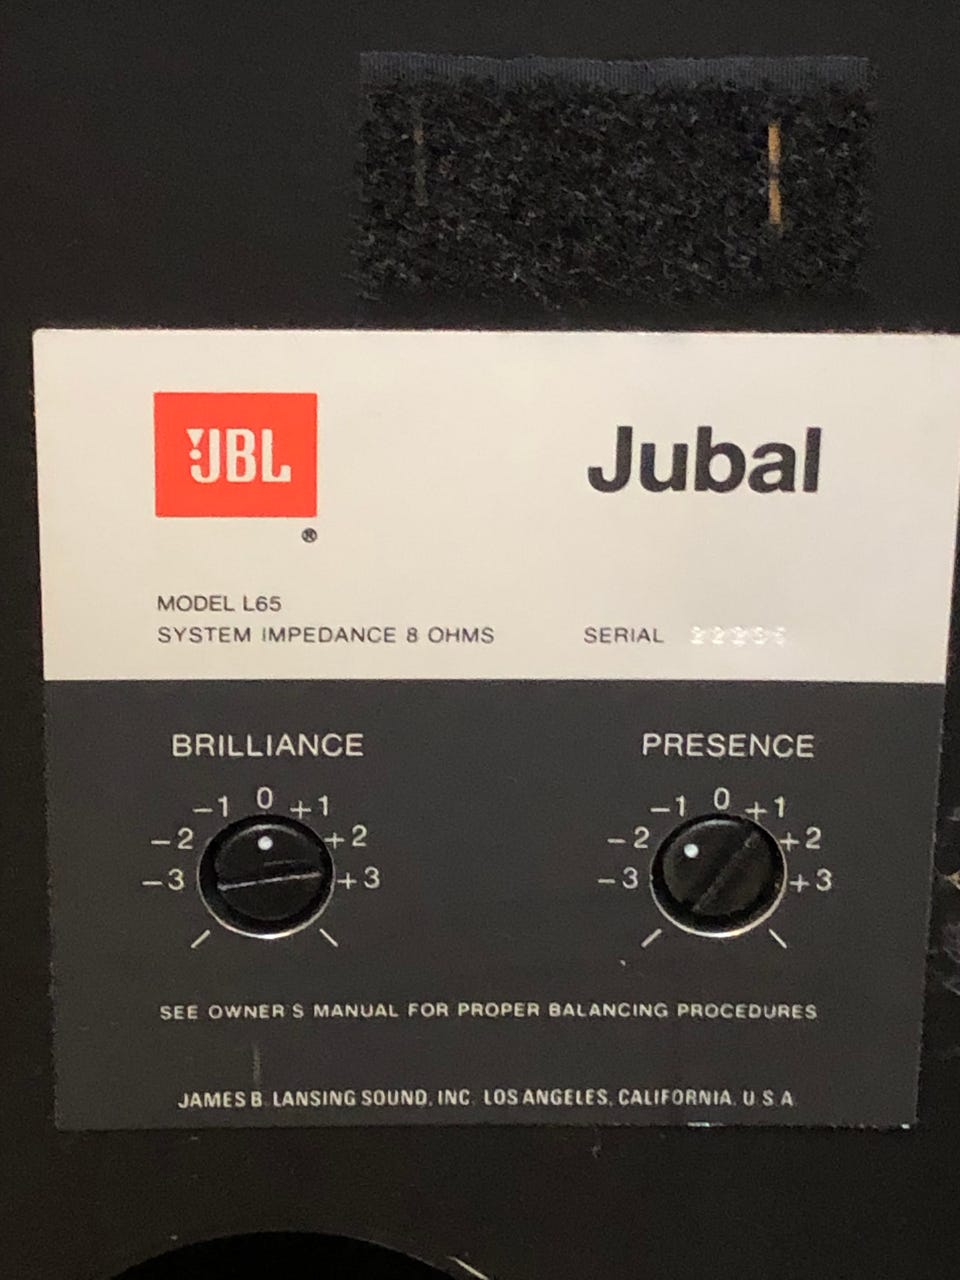 JBL
Jubal
®
MODEL L65
SYSTEM IMPEDANCE 8 OHMS
SERIAL
BRILLIANCE
-3 -2 -1 0 +1 +2 +3
PRESENCE
-3 -2 -1 0 +1 +2 +3
SEE OWNER'S MANUAL FOR PROPER BALANCING PROCEDURES
JAMES B. LANSING SOUND, INC. LOS ANGELES, CALIFORNIA, U.S.A.